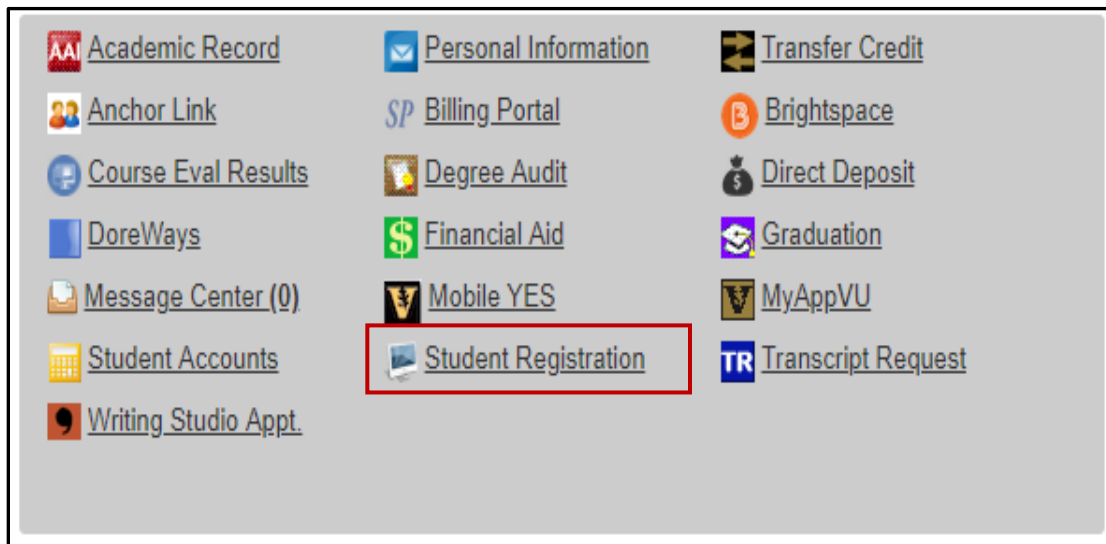 AAI Academic Record Personal Information Transfer Credit
Anchor Link SP Billing Portal B Brightspace
Course Eval Results Degree Audit $ Direct Deposit
DoreWays $ Financial Aid Graduation
Message Center (0) V Mobile YES V MyAppVU
Student Accounts Student Registration TR Transcript Request
Writing Studio Appt.